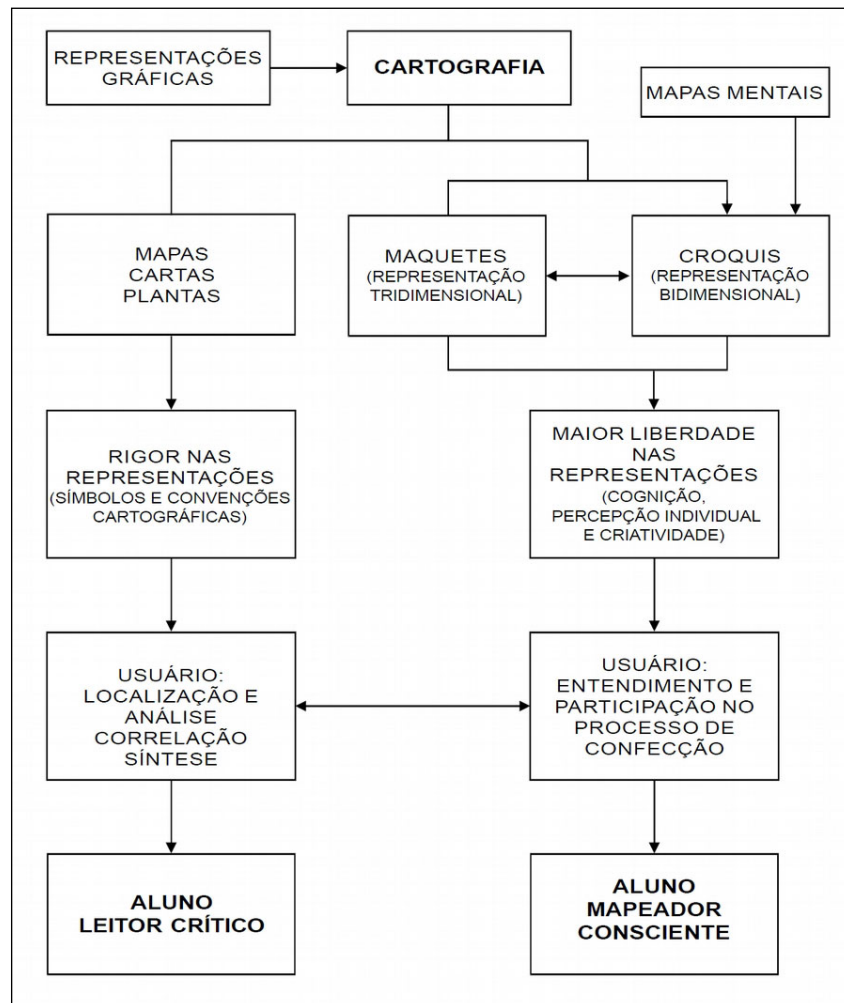 REPRESENTAÇÕES
GRÁFICAS
CARTOGRAFIA
MAPAS MENTAIS
MAPAS
CARTAS
PLANTAS
MAQUETES
(REPRESENTAÇÃO
TRIDIMENSIONAL)
CROQUIS
(REPRESENTAÇÃO
BIDIMENSIONAL)
RIGOR NAS
REPRESENTAÇÕES
(SÍMBOLOS E CONVENÇÕES
CARTOGRÁFICAS)
MAIOR LIBERDADE
NAS
REPRESENTAÇÕES
(COGNIÇÃO,
PERCEPÇÃO INDIVIDUAL
E CRIATIVIDADE)
USUÁRIO:
LOCALIZAÇÃO E
ANÁLISE
CORRELAÇÃO
SÍNTESE
USUÁRIO:
ENTENDIMENTO E
PARTICIPAÇÃO NO
PROCESSO DE
CONFECÇÃO
ALUNO
LEITOR CRÍTICO
ALUNO
MAPEADOR
CONSCIENTE